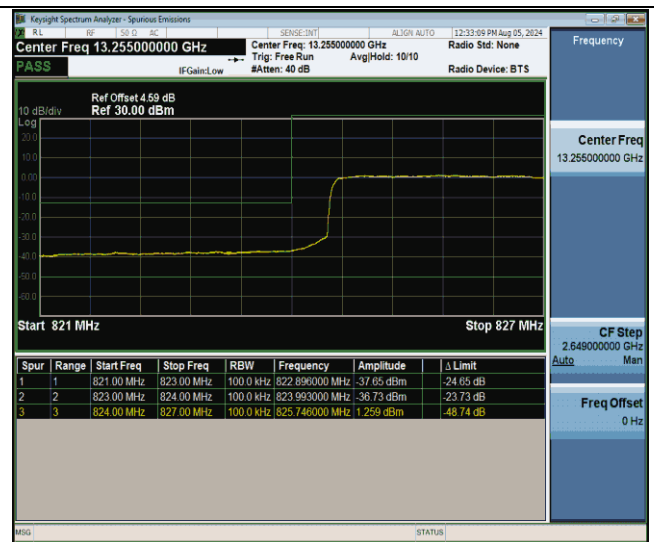 Keysight Spectrum Analyzer - Spurious Emissions
RL RF 50 Ω AC SENSE:INT ALIGN AUTO 12:33:09 PM Aug 05, 2024
Center Freq 13.255000000 GHz
PASS
IFGain:Low
Center Freq: 13.255000000 GHz
Trig: Free Run Avg|Hold: 10/10
#Atten: 40 dB
Radio Std: None
Radio Device: BTS
Ref Offset 4.59 dB
10 dB/div Ref 30.00 dBm
Log
20.0
10.0
0.00
-10.0
-20.0
-30.0
-40.0
-50.0
-60.0
Start 821 MHz Stop 827 MHz
Spur Range Start Freq Stop Freq RBW Frequency Amplitude Δ Limit
1 1 821.00 MHz 823.00 MHz 100.0 kHz 822.896000 MHz -37.65 dBm -24.65 dB
2 2 823.00 MHz 824.00 MHz 100.0 kHz 823.993000 MHz -36.73 dBm -23.73 dB
3 3 824.00 MHz 827.00 MHz 100.0 kHz 825.746000 MHz 1.259 dBm -48.74 dB
Frequency
Center Freq
13.255000000 GHz
CF Step
2.649000000 GHz
Auto Man
Freq Offset
0 Hz
MSG STATUS